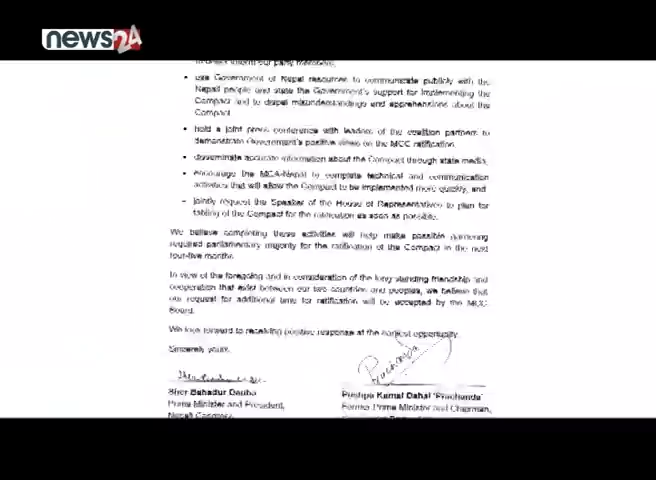 news24
our party members.
• use Government of Nepal resources to communicate publicly with the
Nepali people and state the Government's support for implementing the
Compact and to dispel misunderstandings and apprehensions about the
Compact
• hold a joint press conference with leaders of the coalition partners to
demonstrate Government's positive views on the MCC ratification.
• disseminate accurate information about the Compact through state media,
• encourage the MCA-Nepal to complete technical and communication
activities that will allow the Compact to be implemented more quickly, and
- jointly request the Speaker of the House of Representatives to plan for
tabling of the Compact for the ratification as soon as possible.
We believe completing these activities will help make possible garnering
required parliamentary majority for the ratification of the Compact in the next
four-five months.
In view of the foregoing and in consideration of the long standing friendship and
cooperation that exist between our two countries and peoples, we believe that
our request for additional time for ratification will be accepted by the MCC
Board.
We look forward to receiving positive response at the earliest opportunity.
Sincerely yours,
Prachanda
Sher Bahadur Deuba
Prime Minister and President,
Nepali Congress
Pushpa Kamal Dahal 'Prachanda'
Former Prime Minister and Chairman,